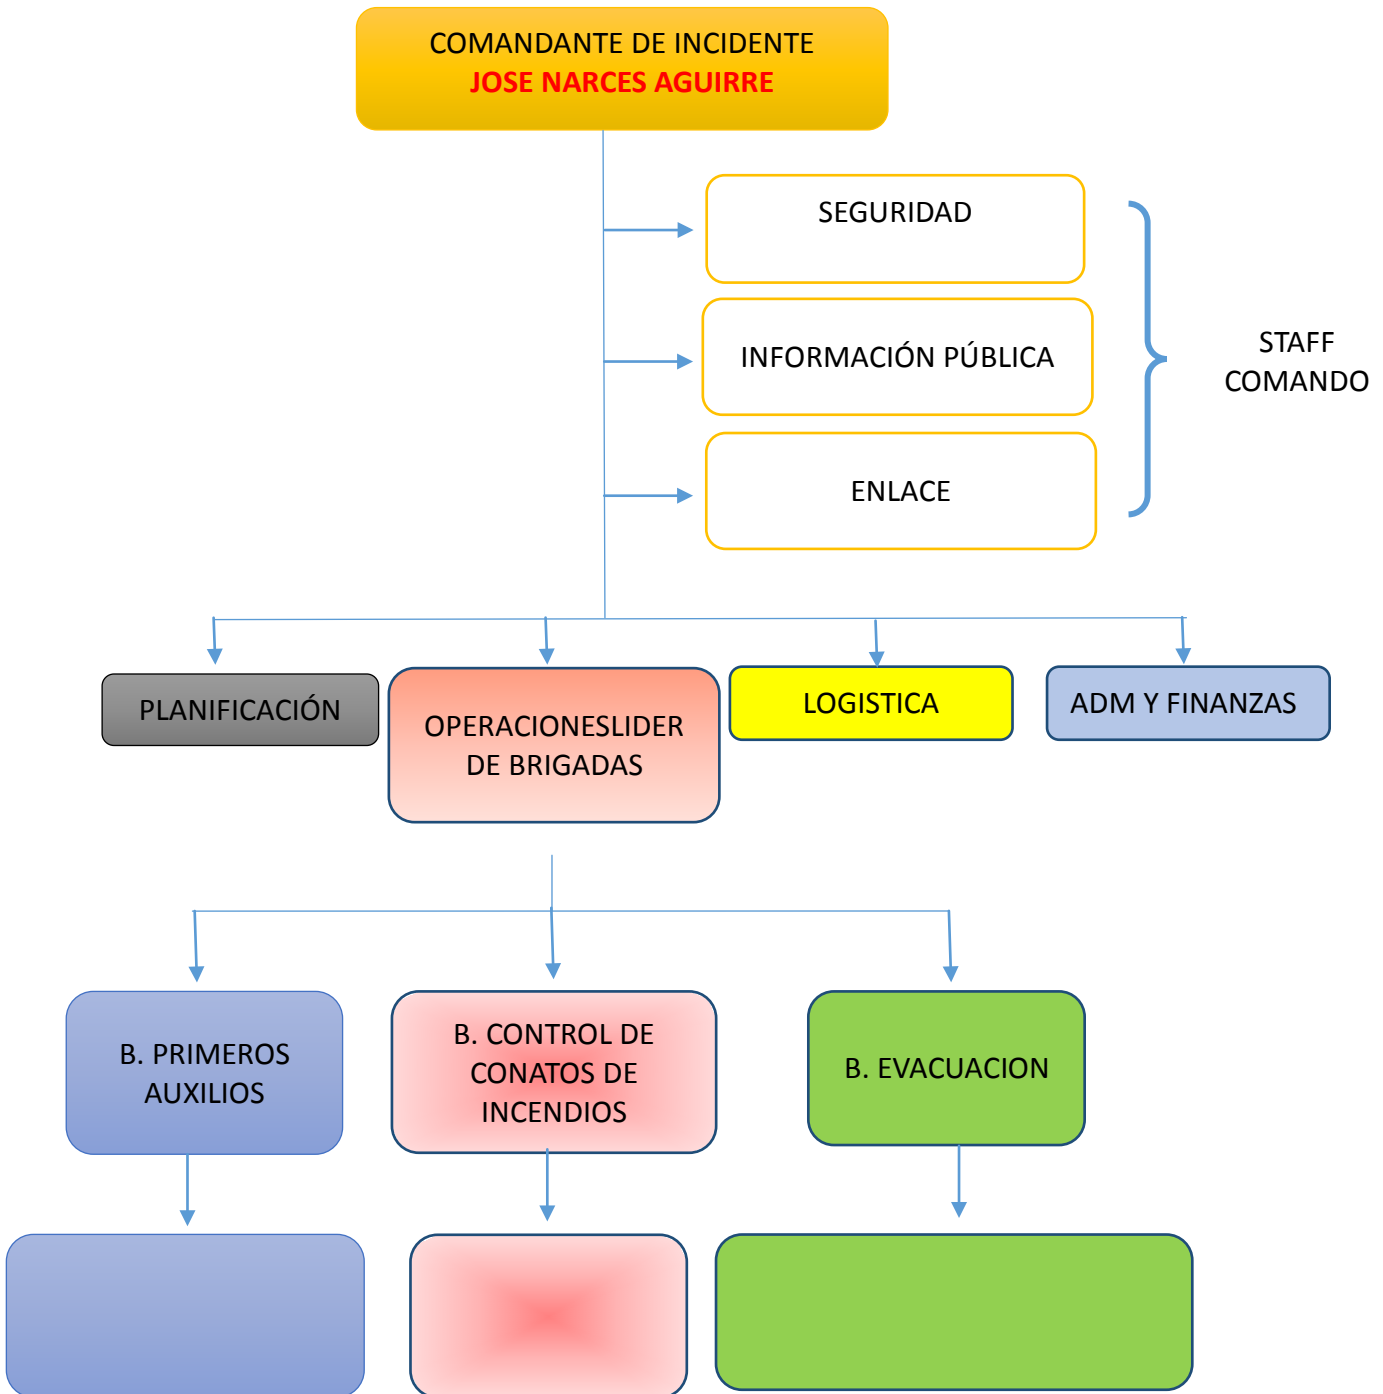 COMANDANTE DE INCIDENTE
JOSE NARCES AGUIRRE
SEGURIDAD
INFORMACIÓN PÚBLICA
ENLACE
STAFF
COMANDO
PLANIFICACIÓN
OPERACIONESLIDER
DE BRIGADAS
LOGISTICA
ADM Y FINANZAS
B. PRIMEROS
AUXILIOS
B. CONTROL DE
CONATOS DE
INCENDIOS
B. EVACUACION